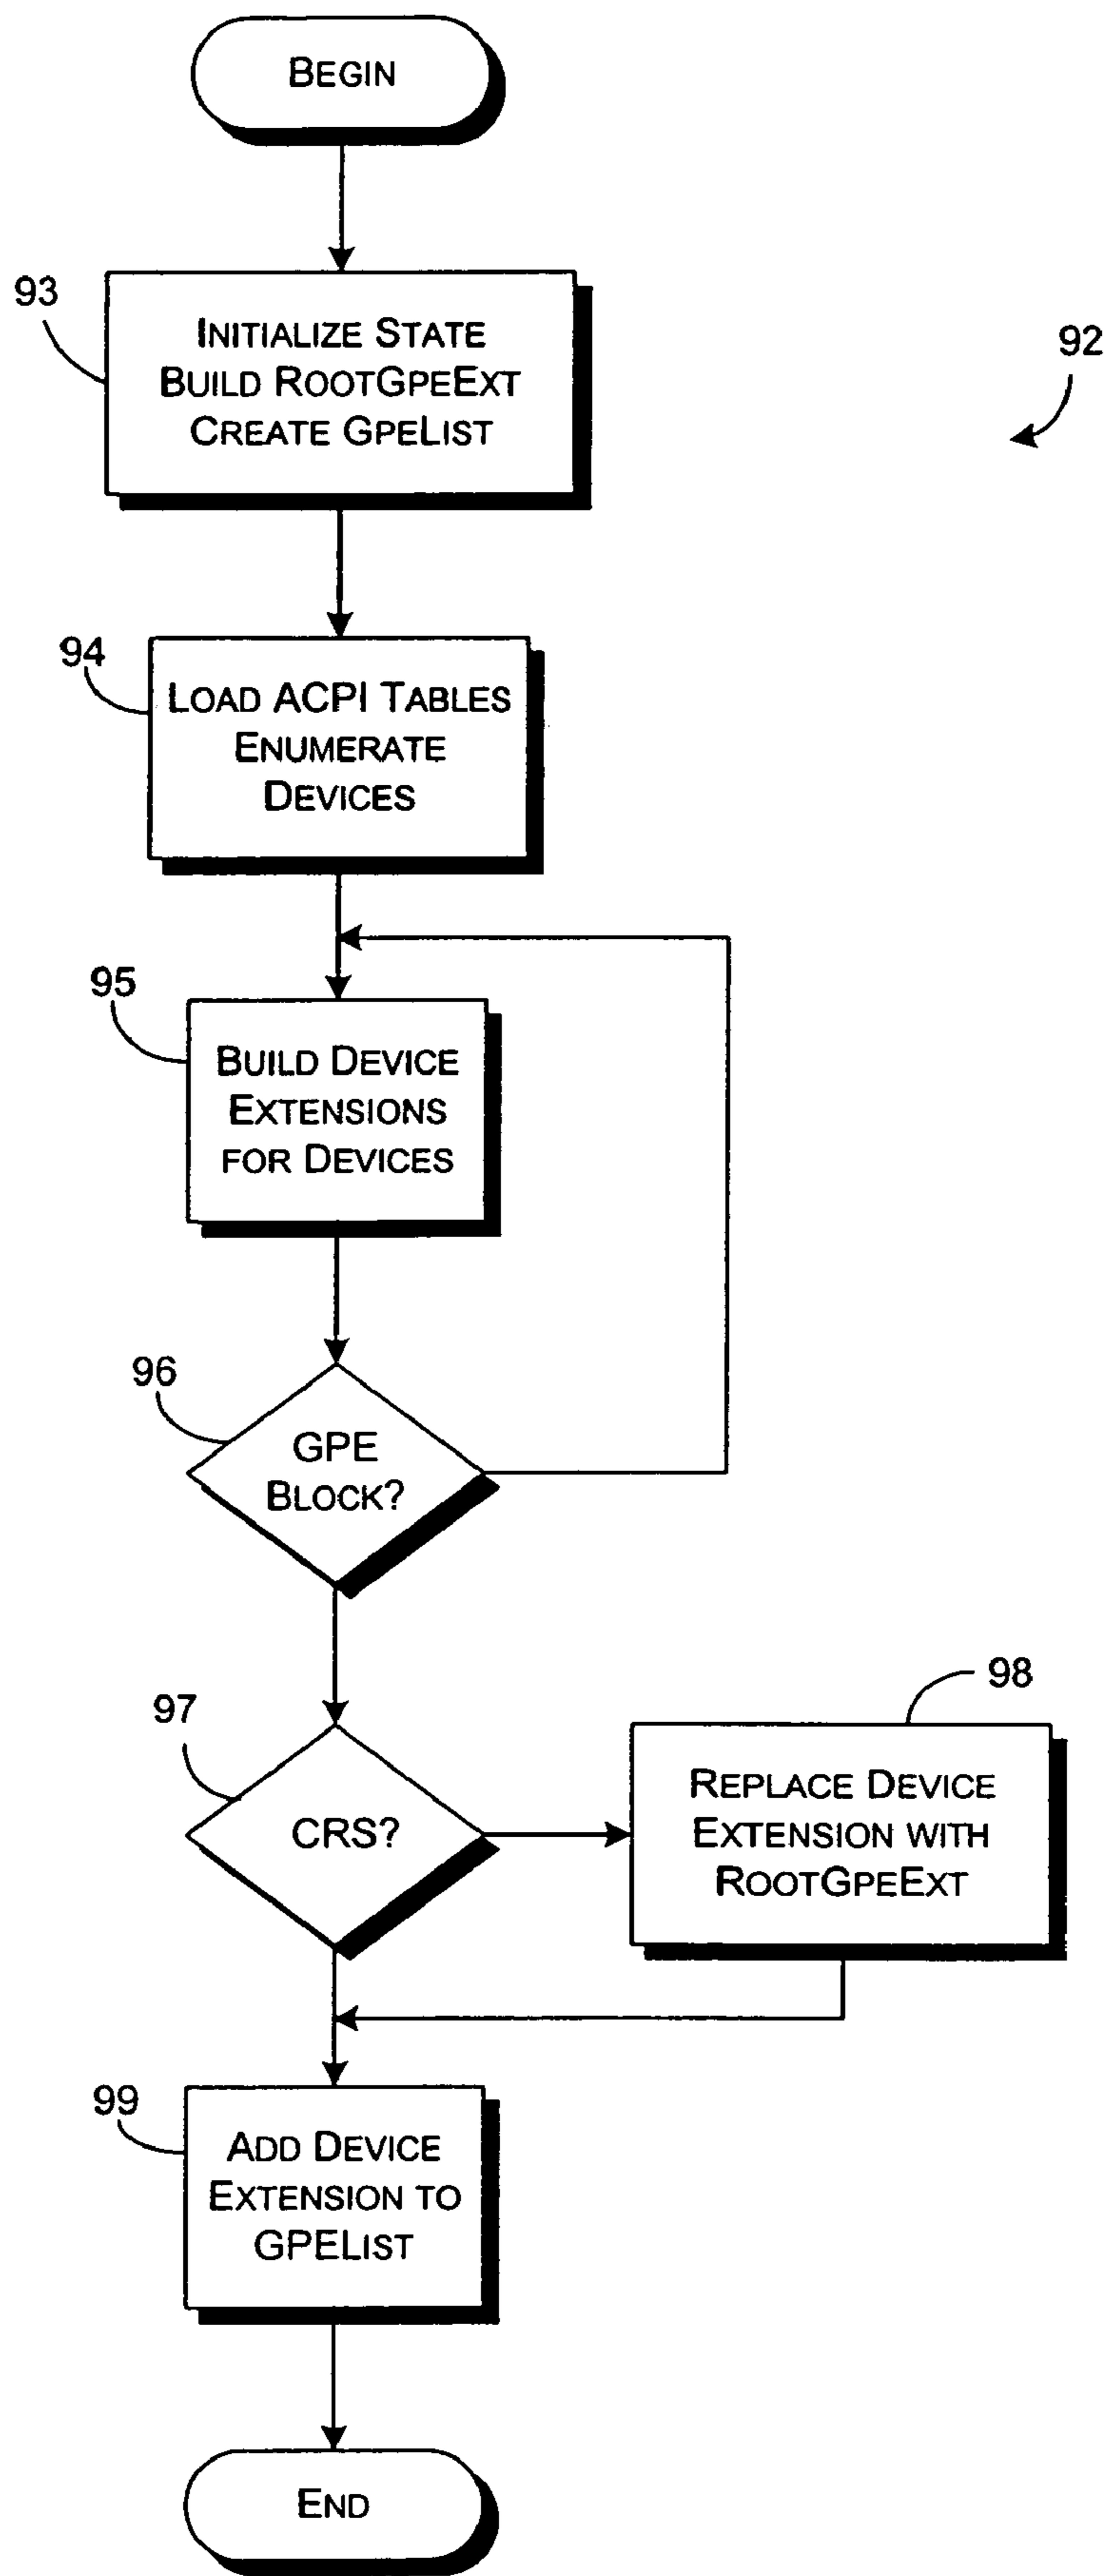 BEGIN
93
INITIALIZE STATE
BUILD ROOTGPEEXT
CREATE GPELIST
92
94
LOAD ACPI TABLES
ENUMERATE
DEVICES
95
BUILD DEVICE
EXTENSIONS
FOR DEVICES
96
GPE
BLOCK?
97
CRS?
98
REPLACE DEVICE
EXTENSION WITH
ROOTGPEEXT
99
ADD DEVICE
EXTENSION TO
GPELIST
END